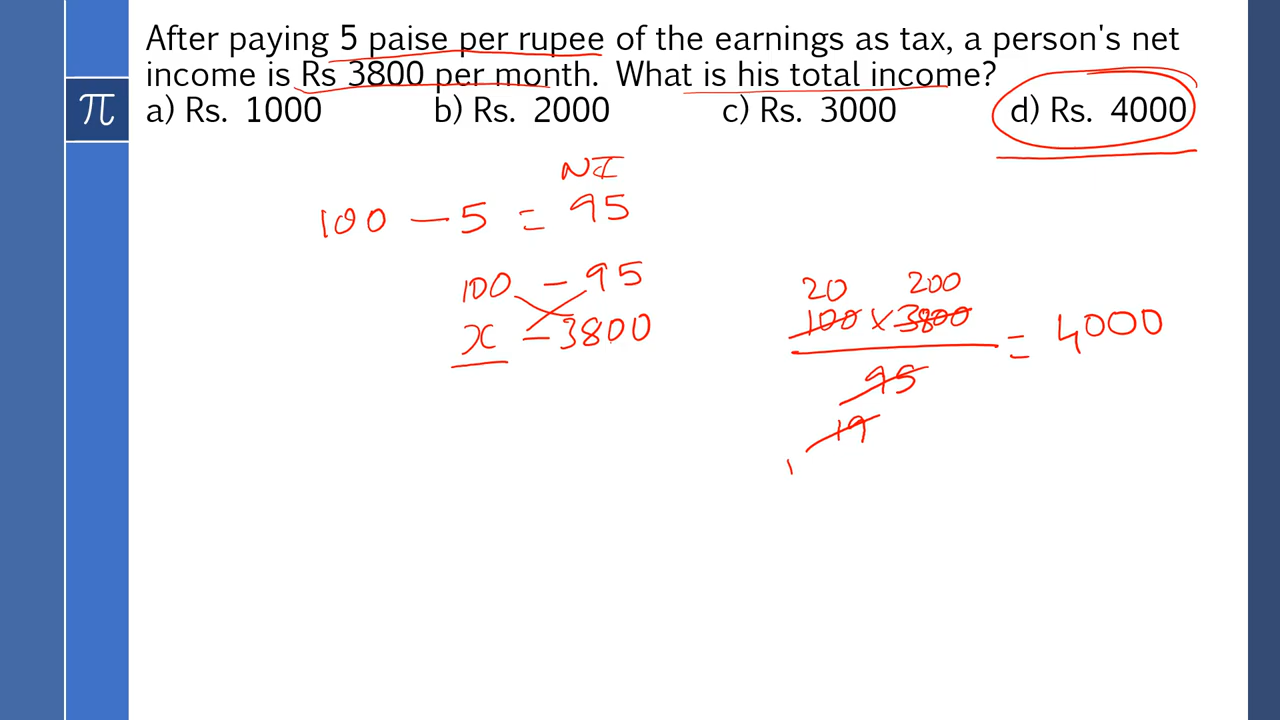 After paying 5 paise per rupee of the earnings as tax, a person's net
income is Rs 3800 per month. What is his total income?
π a) Rs. 1000 b) Rs. 2000 c) Rs. 3000 d) Rs. 4000
NI
100 - 5 = 95
100 - 95
x - 3800
20 200
100 x 3800 = 4000
95
19
1